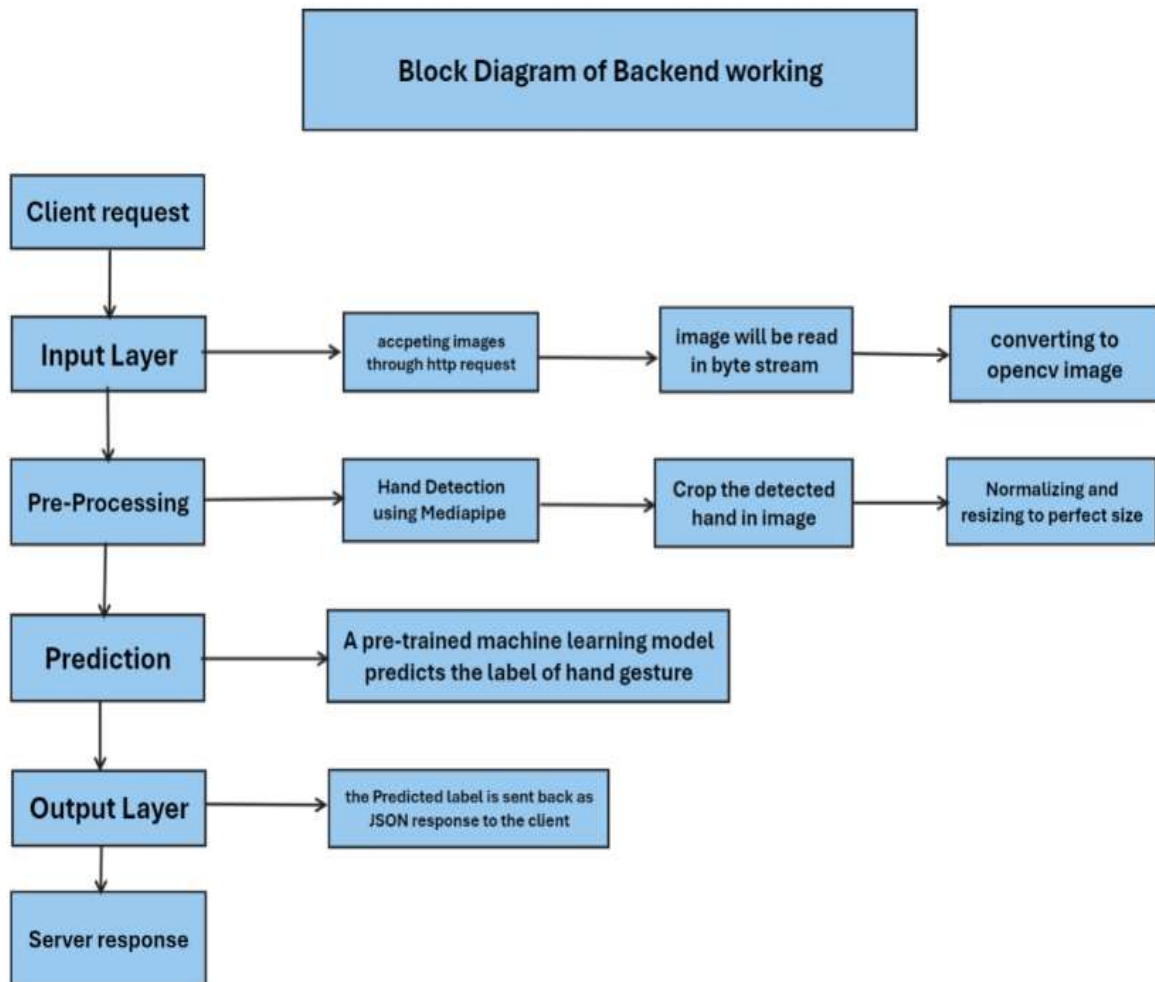 Block Diagram of Backend working
Client request
Input Layer
accpeting images
through http request
image will be read
in byte stream
converting to
opencv image
Pre-Processing
Hand Detection
using Mediapipe
Crop the detected
hand in image
Normalizing and
resizing to perfect size
Prediction
A pre-trained machine learning model
predicts the label of hand gesture
Output Layer
the Predicted label is sent back as
JSON response to the client
Server response